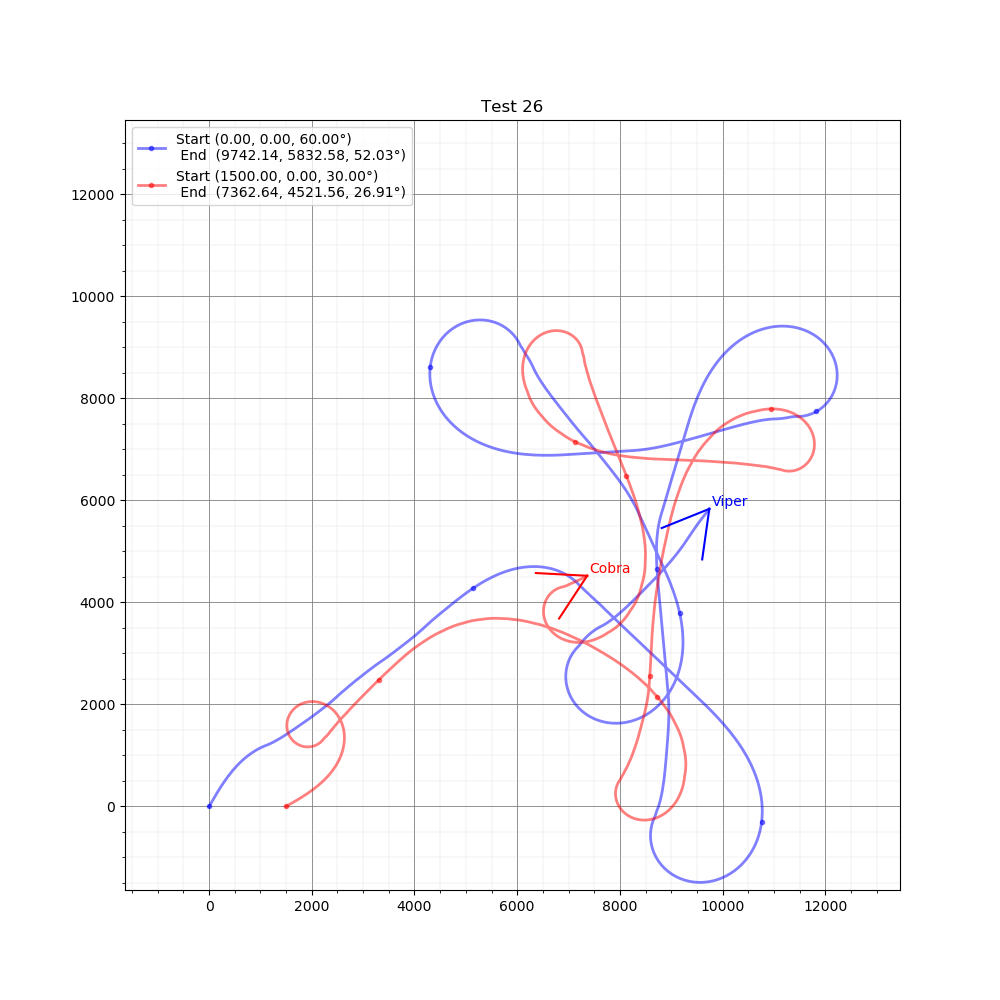 Test 26
Start (0.00, 0.00, 60.00°)
End  (9742.14, 5832.58, 52.03°)
Start (1500.00, 0.00, 30.00°)
End  (7362.64, 4521.56, 26.91°)
12000
10000
8000
6000
4000
2000
0
Viper
Cobra
0 2000 4000 6000 8000 10000 12000